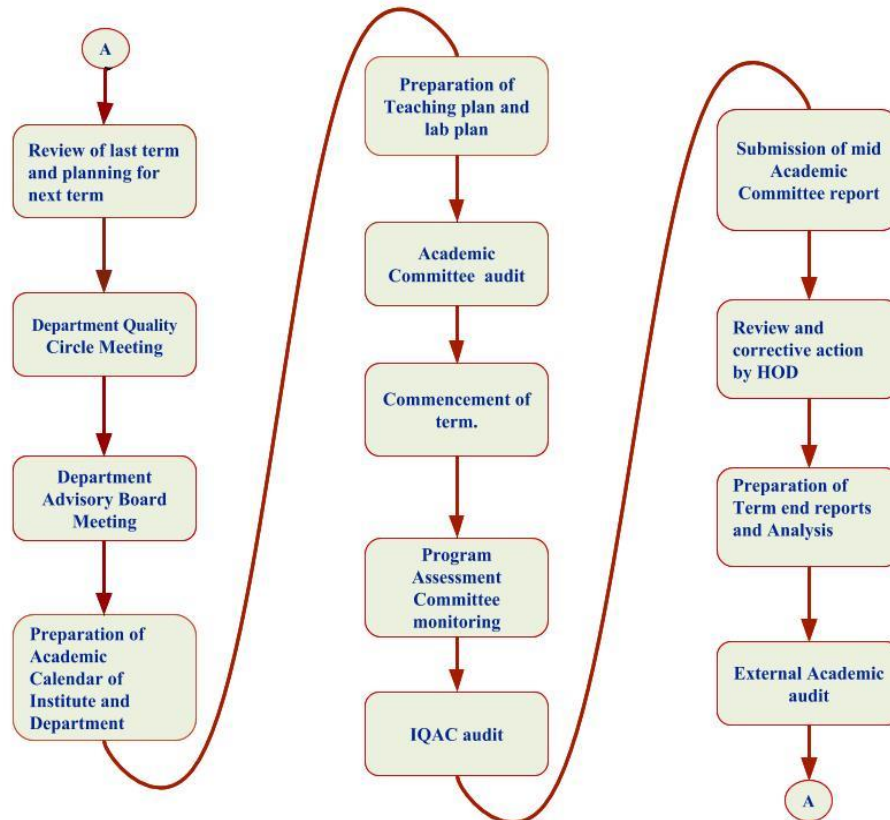 A
Review of last term
and planning for
next term
Department Quality
Circle Meeting
Department
Advisory Board
Meeting
Preparation of
Academic
Calendar of
Institute and
Department
Preparation of
Teaching plan and
lab plan
Academic
Committee audit
Commencement of
term.
Program
Assessment
Committee
monitoring
IQAC audit
Submission of mid
Academic
Committee report
Review and
corrective action
by HOD
Preparation of
Term end reports
and Analysis
External Academic
audit
A